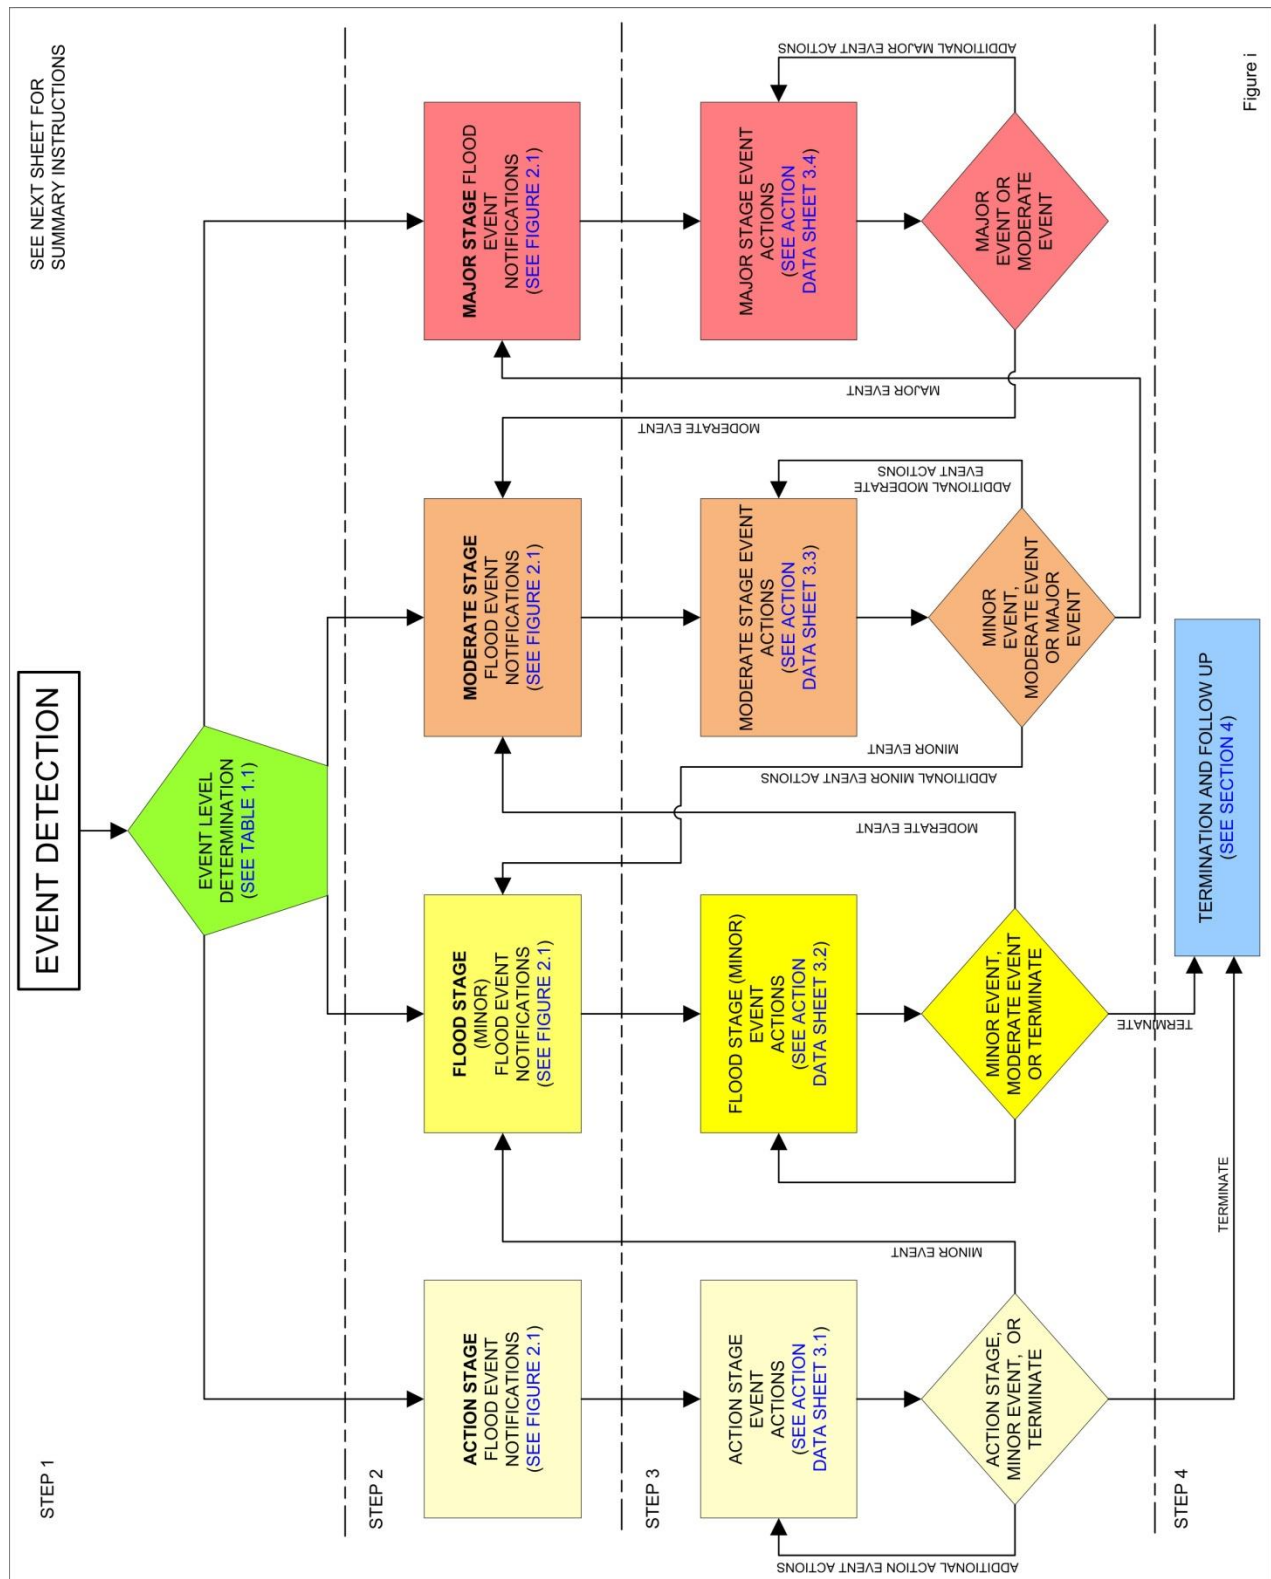 SEE NEXT SHEET FOR
SUMMARY INSTRUCTIONS
STEP 1
EVENT DETECTION
EVENT LEVEL
DETERMINATION
(SEE TABLE 1.1)
STEP 2
ACTION STAGE
FLOOD EVENT
NOTIFICATIONS
(SEE FIGURE 2.1)
FLOOD STAGE
(MINOR)
FLOOD EVENT
NOTIFICATIONS
(SEE FIGURE 2.1)
MODERATE STAGE
FLOOD EVENT
NOTIFICATIONS
(SEE FIGURE 2.1)
MAJOR STAGE FLOOD
EVENT
NOTIFICATIONS
(SEE FIGURE 2.1)
STEP 3
ACTION STAGE
EVENT
ACTIONS
(SEE ACTION
DATA SHEET 3.1)
FLOOD STAGE (MINOR)
EVENT
ACTIONS
(SEE ACTION
DATA SHEET 3.2)
MODERATE STAGE EVENT
ACTIONS
(SEE ACTION
DATA SHEET 3.3)
MAJOR STAGE EVENT
ACTIONS
(SEE ACTION
DATA SHEET 3.4)
ADDITIONAL ACTION EVENT ACTIONS
MINOR EVENT
MODERATE EVENT
ADDITIONAL MINOR EVENT ACTIONS
MINOR EVENT
ADDITIONAL MODERATE
EVENT ACTIONS
MODERATE EVENT
MAJOR EVENT
ADDITIONAL MAJOR EVENT ACTIONS
ACTION STAGE,
MINOR EVENT, OR
TERMINATE
MINOR EVENT,
MODERATE EVENT
OR TERMINATE
MINOR
EVENT,
MODERATE EVENT
OR MAJOR
EVENT
MAJOR
EVENT OR
MODERATE
EVENT
STEP 4
TERMINATE
TERMINATE
TERMINATION AND FOLLOW UP
(SEE SECTION 4)
Figure i